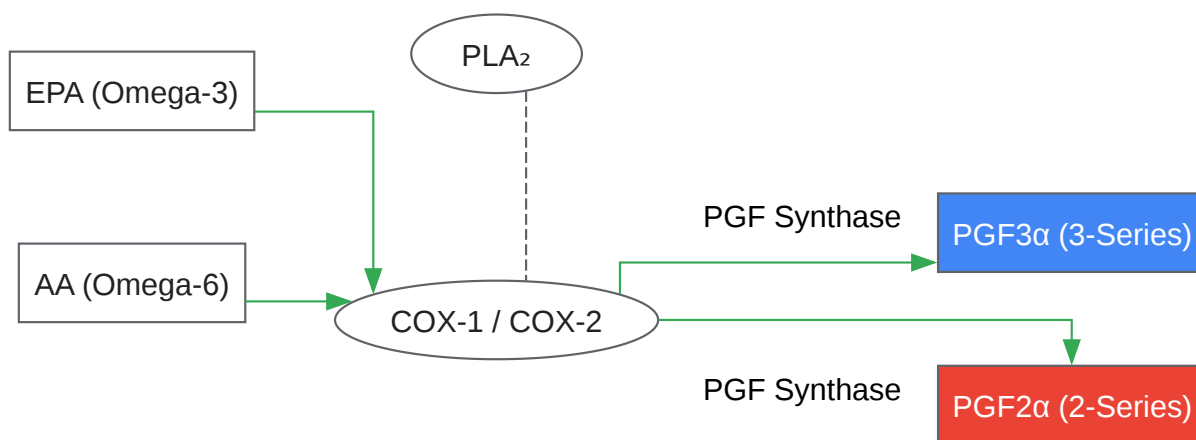 PLA₂
EPA (Omega-3)
PGF Synthase
PGF3α (3-Series)
AA (Omega-6)
COX-1 / COX-2
PGF Synthase
PGF2α (2-Series)